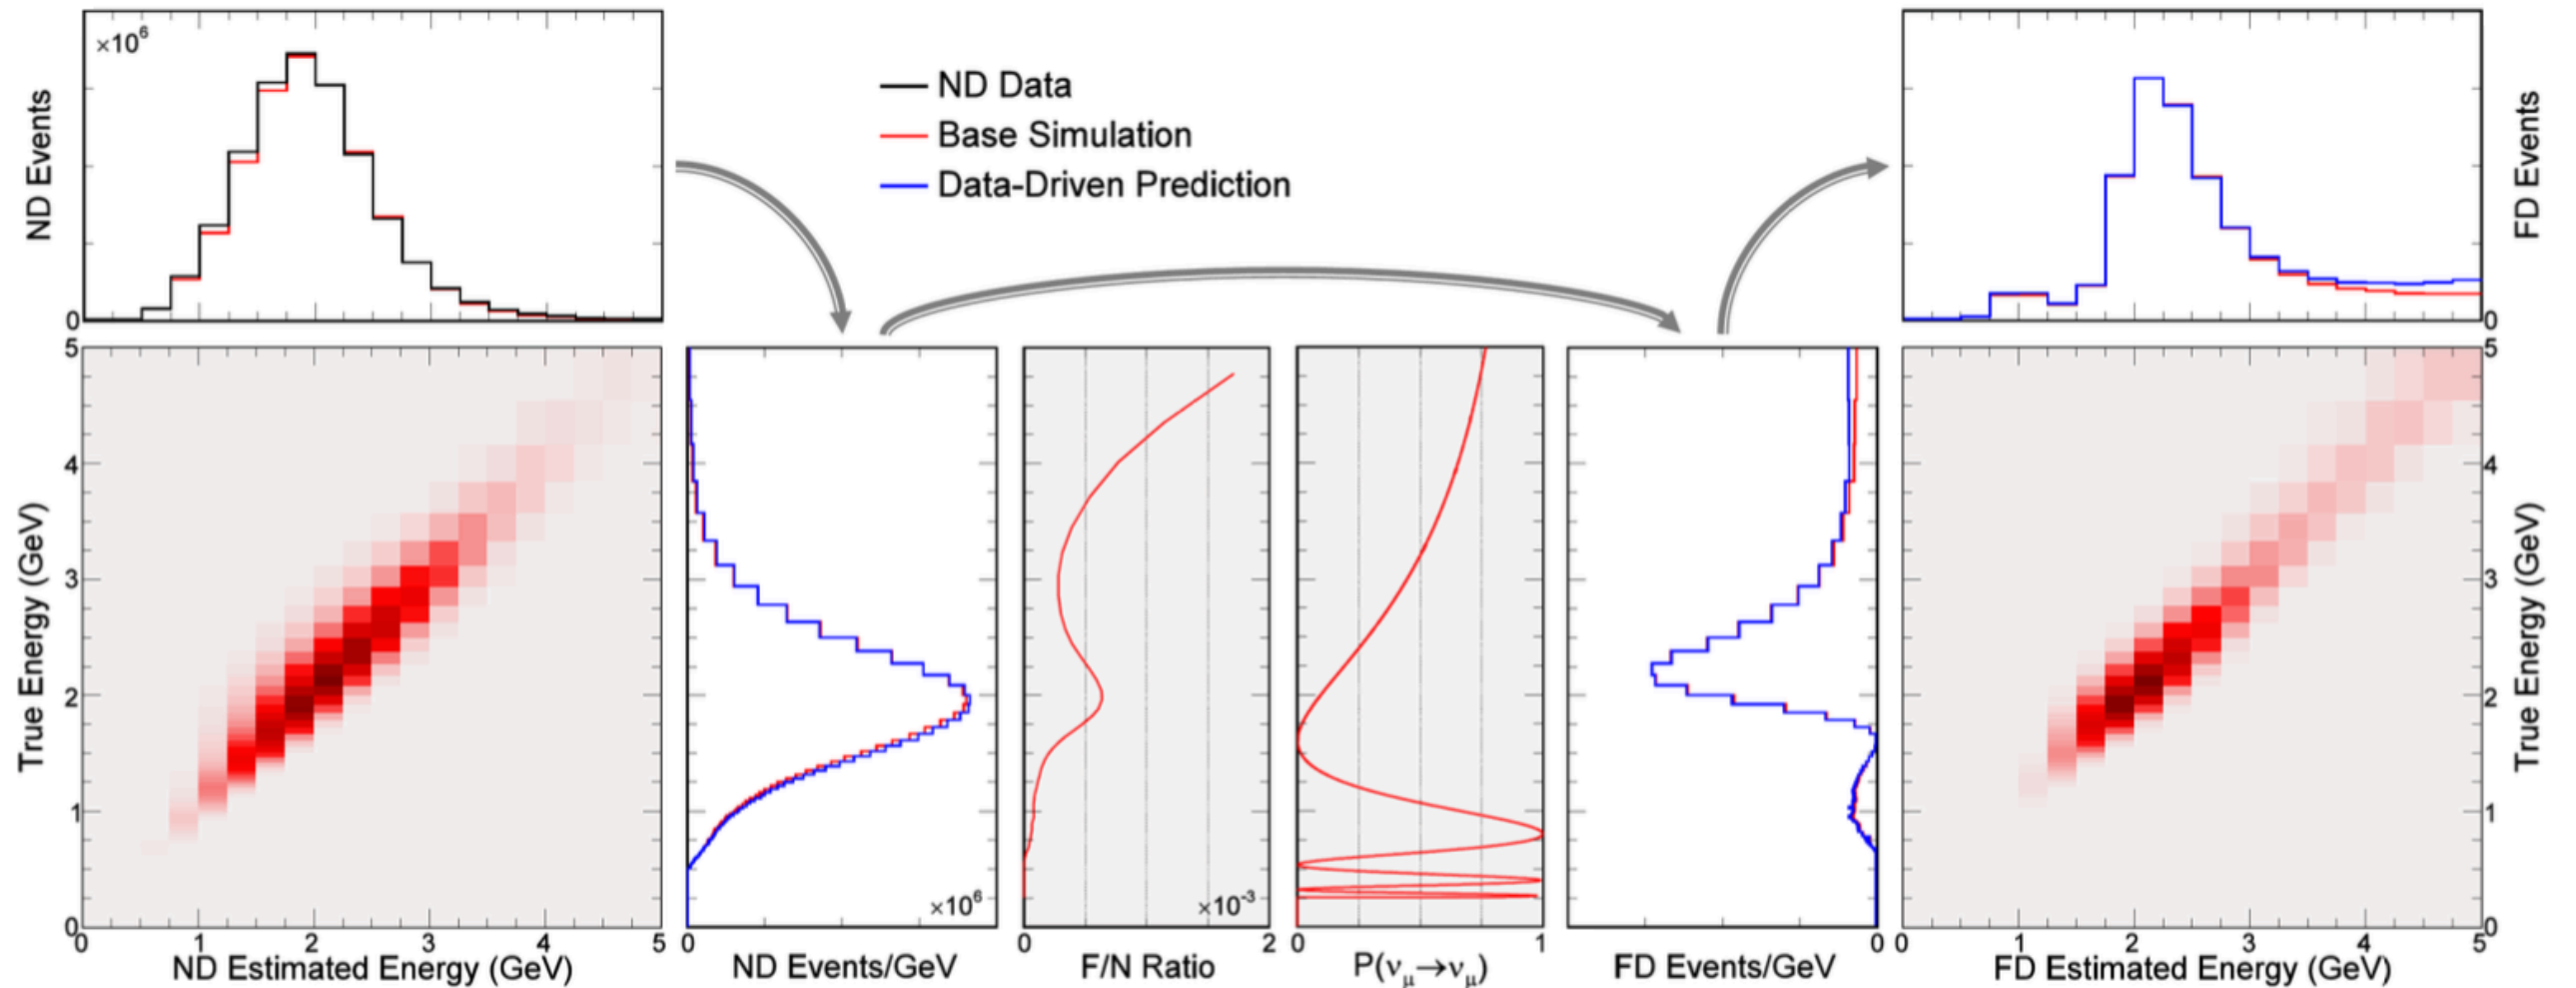 ×10⁶
ND Events
0
ND Data
Base Simulation
Data-Driven Prediction
FD Events
0
True Energy (GeV)
5
4
3
2
1
0
0 1 2 3 4 5
ND Estimated Energy (GeV)
×10⁶
0
ND Events/GeV
×10⁻³
0 2
F/N Ratio
0 1
P(νμ→νμ)
0
FD Events/GeV
0 1 2 3 4 5
FD Estimated Energy (GeV)
5
4
3
2
1
0
True Energy (GeV)